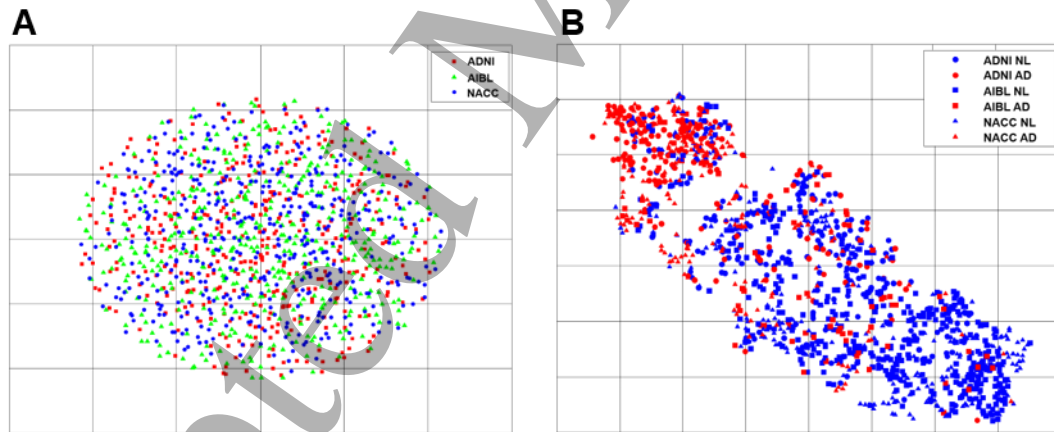 A
ADNI
AIBL
NACC
B
ADNI NL
ADNI AD
AIBL NL
AIBL AD
NACC NL
NACC AD